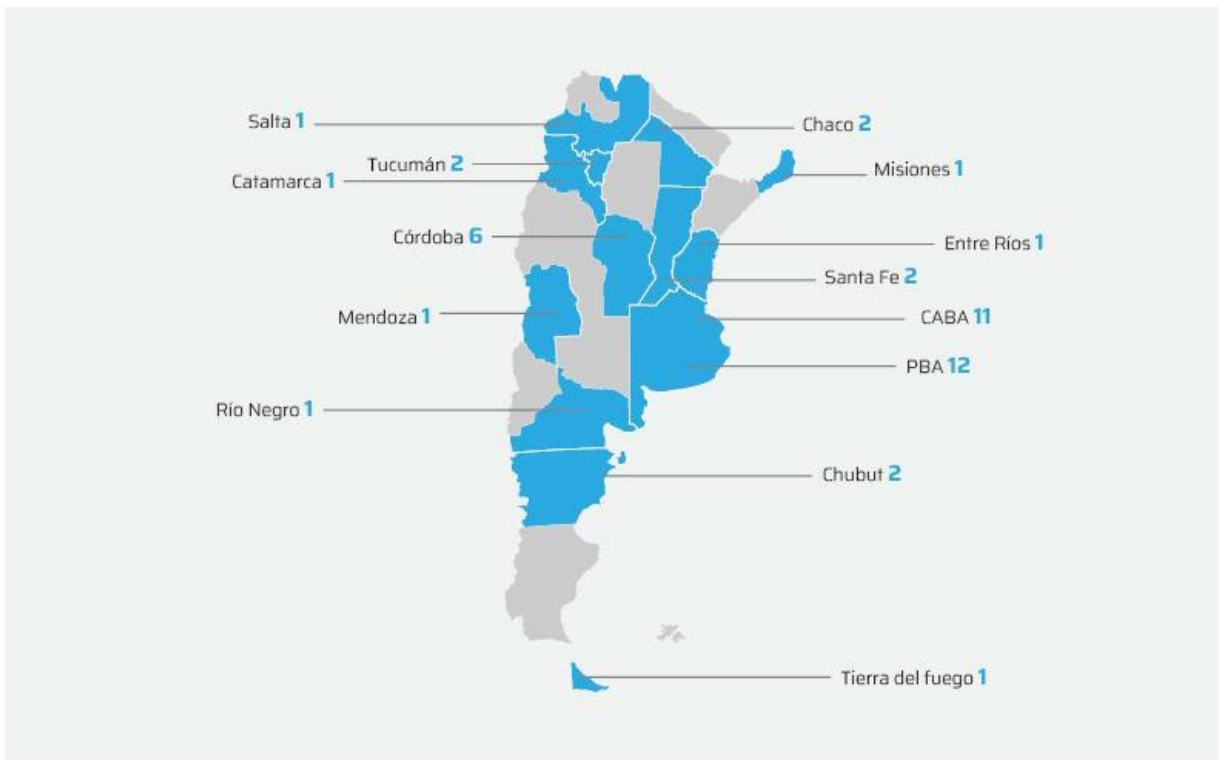 Salta 1
Tucumán 2
Catamarca 1
Córdoba 6
Mendoza 1
Río Negro 1
Chaco 2
Misiones 1
Entre Ríos 1
Santa Fe 2
CABA 11
PBA 12
Chubut 2
Tierra del fuego 1